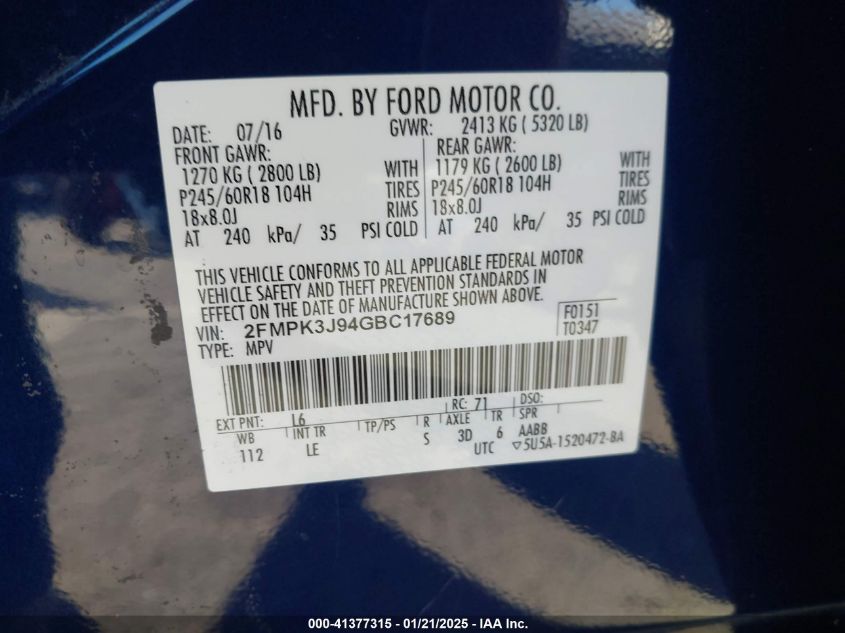 MFD. BY FORD MOTOR CO.
DATE: 07/16 GVWR: 2413 KG ( 5320 LB)
FRONT GAWR: REAR GAWR:
1270 KG ( 2800 LB) WITH 1179 KG ( 2600 LB) WITH
P245/60R18 104H TIRES P245/60R18 104H TIRES
18x8.0J RIMS 18x8.0J RIMS
AT 240 kPa/ 35 PSI COLD AT 240 kPa/ 35 PSI COLD
THIS VEHICLE CONFORMS TO ALL APPLICABLE FEDERAL MOTOR
VEHICLE SAFETY AND THEFT PREVENTION STANDARDS IN
EFFECT ON THE DATE OF MANUFACTURE SHOWN ABOVE.
VIN: 2FMPK3J94GBC17689 F0151
TYPE: MPV T0347
EXT PNT: L6 RC: 71 DSO:
WB INT TR TP/PS R AXLE TR SPR
112 LE S 3D 6 AABB
UTC ▽5U5A-1520472-BA
000-41377315 / 01/21/2025 / IAA Inc.